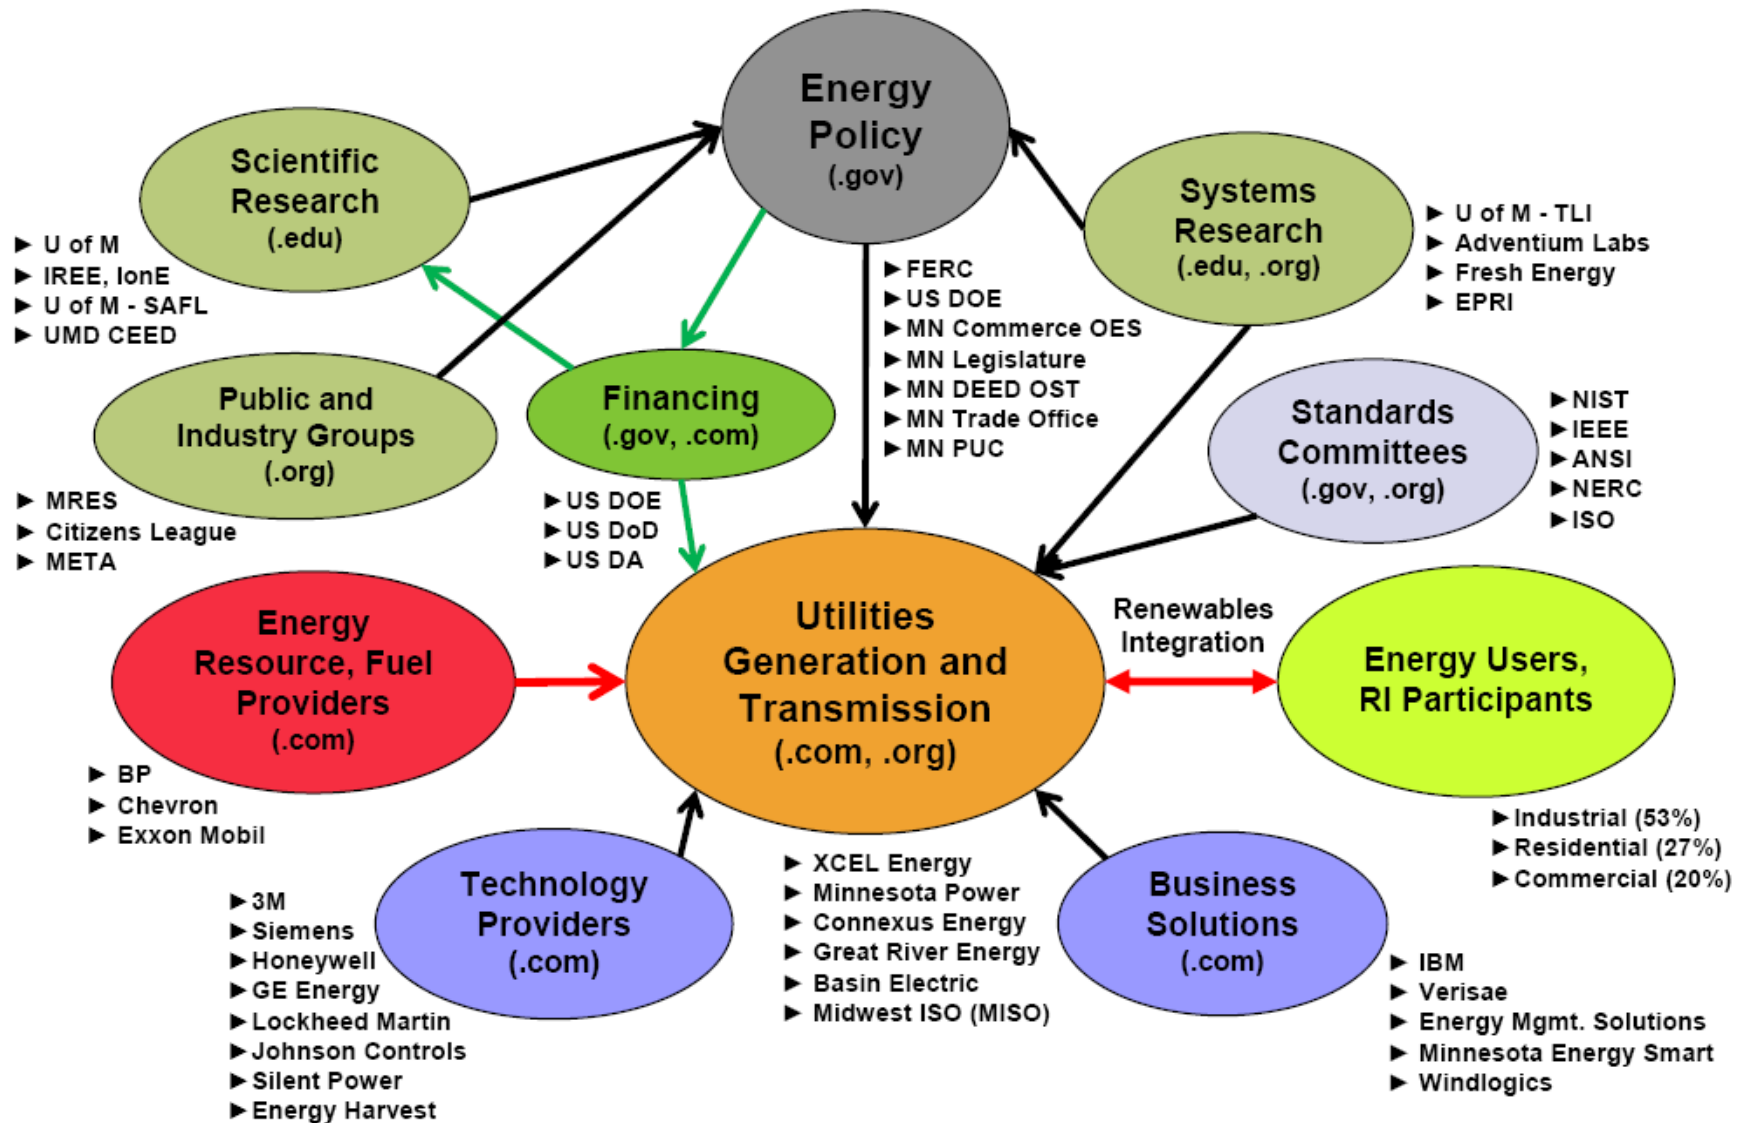 Energy
Policy
(.gov)
Scientific
Research
(.edu)
► U of M
► IREE, IonE
► U of M - SAFL
► UMD CEED
Systems
Research
(.edu, .org)
► U of M - TLI
► Adventium Labs
► Fresh Energy
► EPRI
► FERC
► US DOE
► MN Commerce OES
► MN Legislature
► MN DEED OST
► MN Trade Office
► MN PUC
Public and
Industry Groups
(.org)
► MRES
► Citizens League
► META
Financing
(.gov, .com)
► US DOE
► US DoD
► US DA
Standards
Committees
(.gov, .org)
► NIST
► IEEE
► ANSI
► NERC
► ISO
Energy
Resource, Fuel
Providers
(.com)
► BP
► Chevron
► Exxon Mobil
Utilities
Generation and
Transmission
(.com, .org)
Renewables
Integration
Energy Users,
RI Participants
► Industrial (53%)
► Residential (27%)
► Commercial (20%)
Technology
Providers
(.com)
► 3M
► Siemens
► Honeywell
► GE Energy
► Lockheed Martin
► Johnson Controls
► Silent Power
► Energy Harvest
► XCEL Energy
► Minnesota Power
► Connexus Energy
► Great River Energy
► Basin Electric
► Midwest ISO (MISO)
Business
Solutions
(.com)
► IBM
► Verisae
► Energy Mgmt. Solutions
► Minnesota Energy Smart
► Windlogics